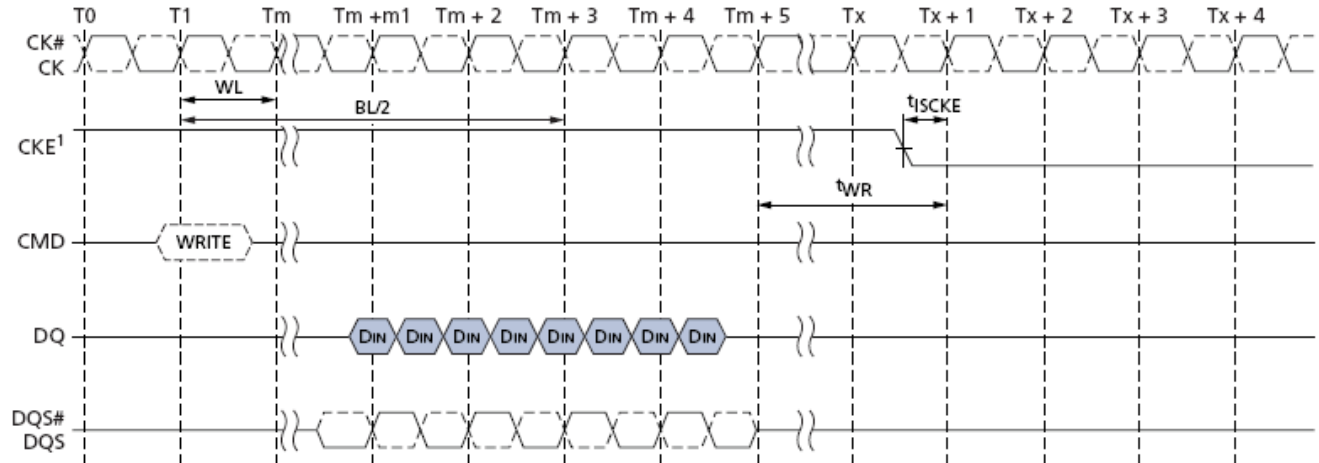 T0 T1 Tm Tm +m1 Tm + 2 Tm + 3 Tm + 4 Tm + 5 Tx Tx + 1 Tx + 2 Tx + 3 Tx + 4
CK#
CK
WL
BL/2
tISCKE
CKE1
tWR
CMD WRITE
DQ DIN DIN DIN DIN DIN DIN DIN DIN
DQS#
DQS